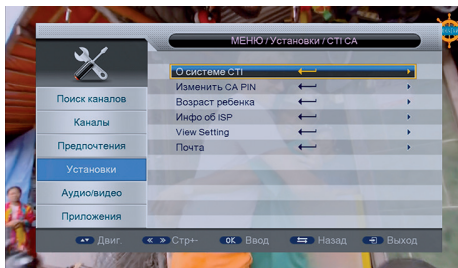 МЕНЮ / Установки / CTI CA
О системе CTI
Изменить CA PIN
Возраст ребенка
Инфо об ISP
View Setting
Почта
Поиск каналов
Каналы
Предпочтения
Установки
Аудио/видео
Приложения
Двиг. Стр+- OK Ввод Назад Выход